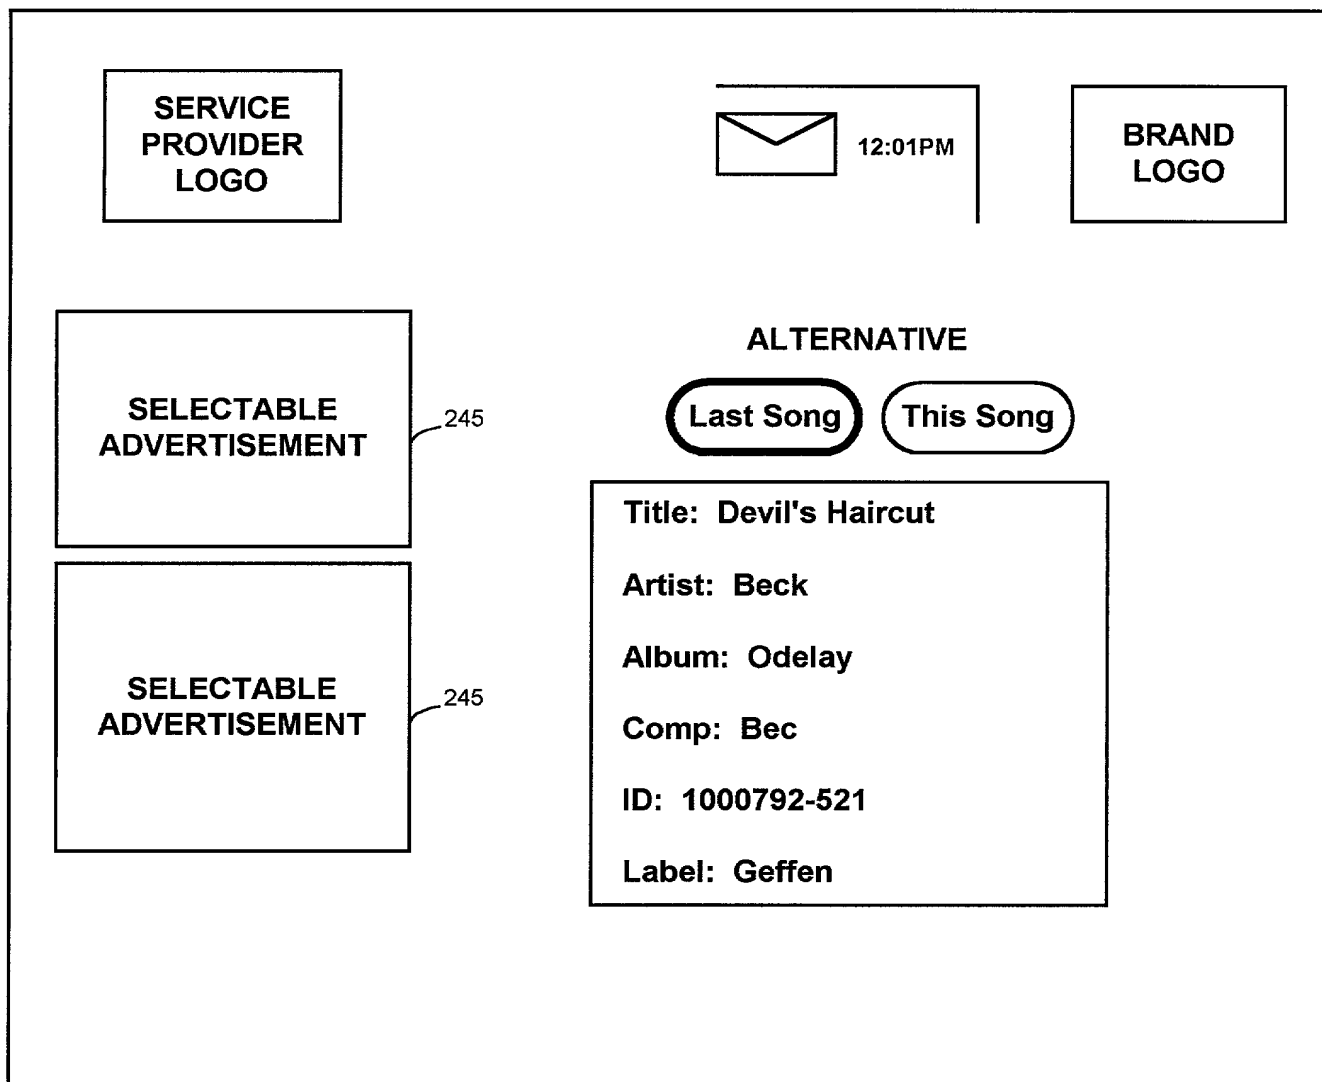 SERVICE
PROVIDER
LOGO
12:01PM
BRAND
LOGO
SELECTABLE
ADVERTISEMENT
245
ALTERNATIVE
Last Song
This Song
Title: Devil's Haircut
Artist: Beck
Album: Odelay
Comp: Bec
ID: 1000792-521
Label: Geffen
SELECTABLE
ADVERTISEMENT
245